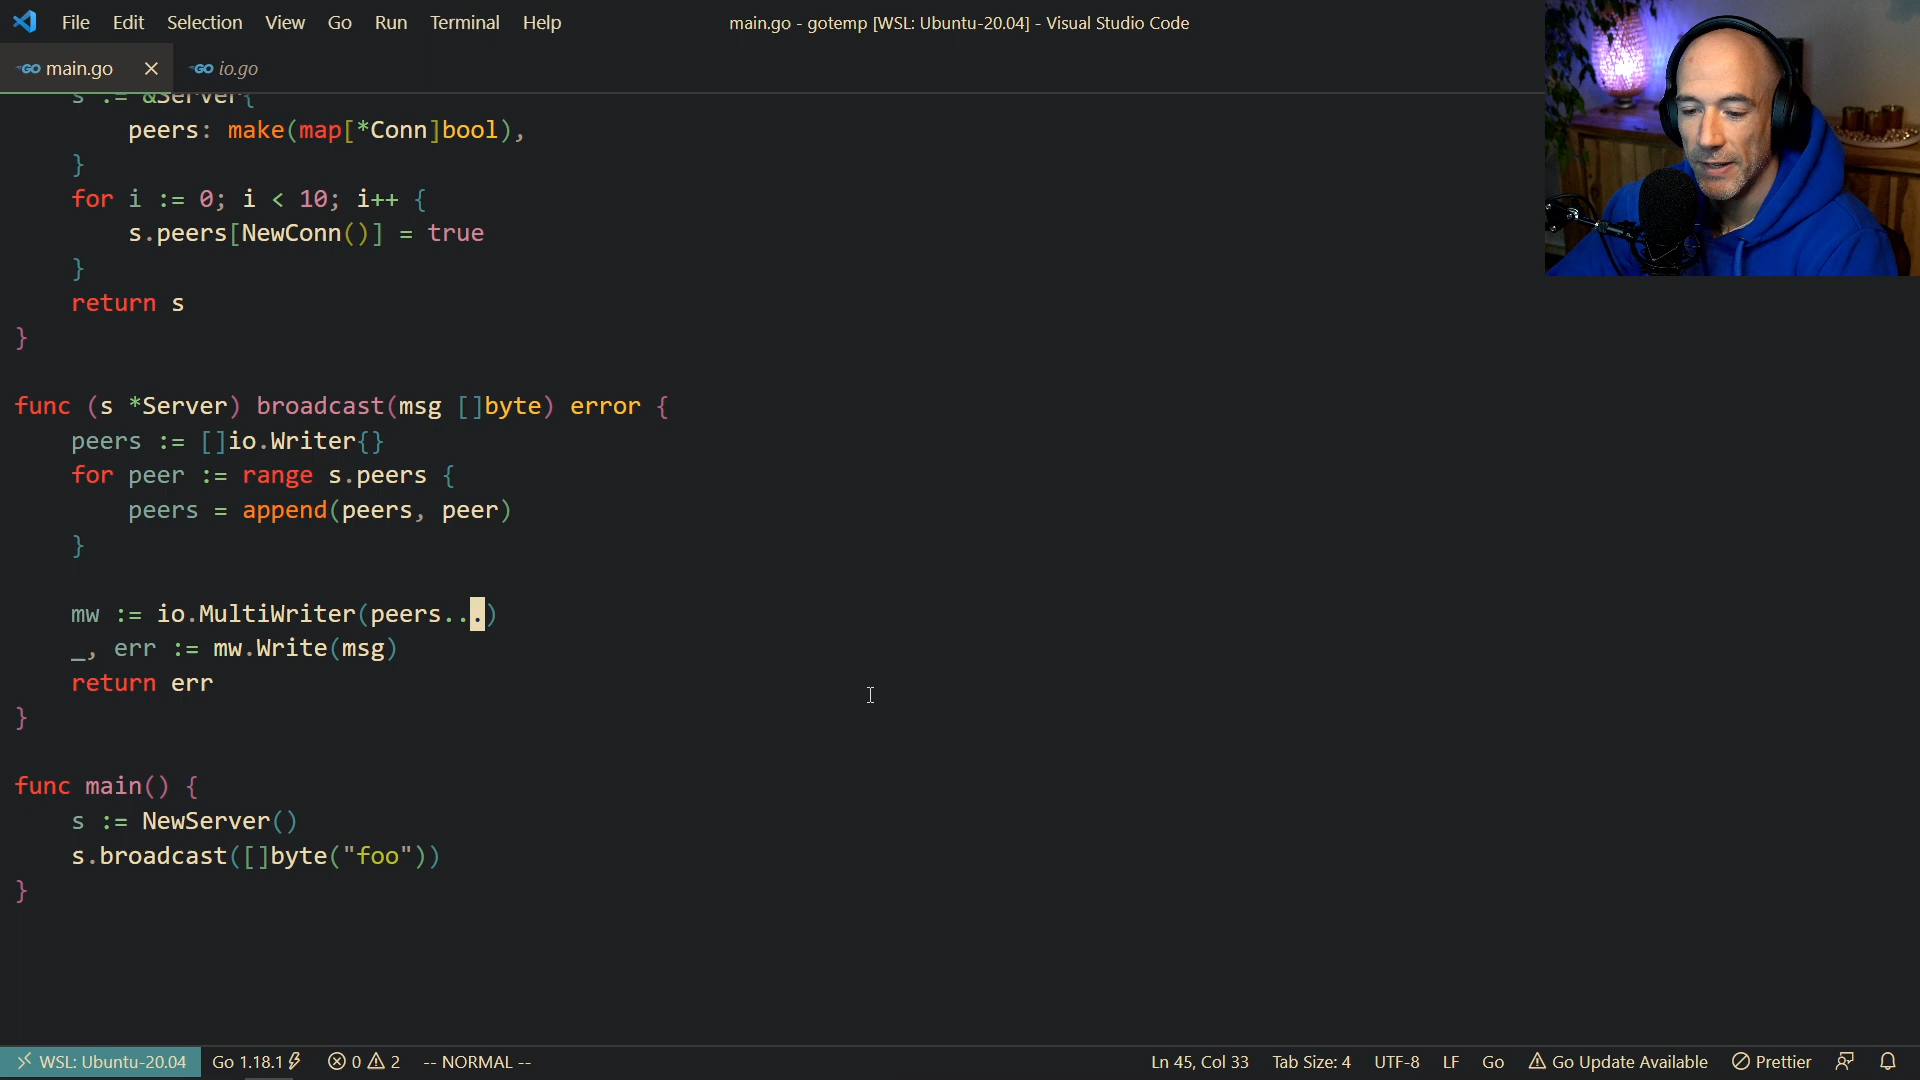 File Edit Selection View Go Run Terminal Help
main.go - gotemp [WSL: Ubuntu-20.04] - Visual Studio Code
GO main.go
GO io.go
s := &Server{
peers: make(map[*Conn]bool),
}
for i := 0; i < 10; i++ {
s.peers[NewConn()] = true
}
return s
}
func (s *Server) broadcast(msg []byte) error {
peers := []io.Writer{}
for peer := range s.peers {
peers = append(peers, peer)
}
mw := io.MultiWriter(peers...)
_, err := mw.Write(msg)
return err
}
func main() {
s := NewServer()
s.broadcast([]byte("foo"))
}
WSL: Ubuntu-20.04 Go 1.18.1 0 2 -- NORMAL -- Ln 45, Col 33 Tab Size: 4 UTF-8 LF Go Go Update Available Prettier